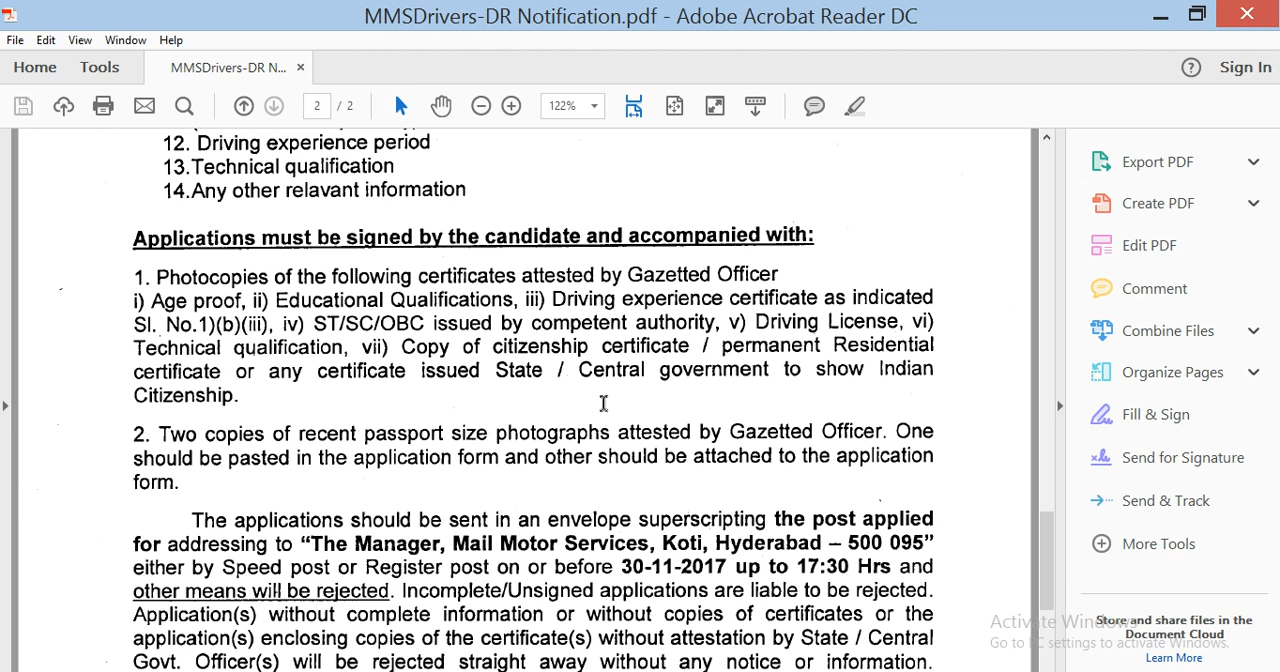 MMSDrivers-DR Notification.pdf - Adobe Acrobat Reader DC
File Edit View Window Help
Home Tools MMSDrivers-DR N... × ? Sign In
2 / 2 122%
12. Driving experience period
13.Technical qualification
14.Any other relavant information
Applications must be signed by the candidate and accompanied with:
1. Photocopies of the following certificates attested by Gazetted Officer
i) Age proof, ii) Educational Qualifications, iii) Driving experience certificate as indicated
Sl. No.1)(b)(iii), iv) ST/SC/OBC issued by competent authority, v) Driving License, vi)
Technical qualification, vii) Copy of citizenship certificate / permanent Residential
certificate or any certificate issued State / Central government to show Indian
Citizenship.
2. Two copies of recent passport size photographs attested by Gazetted Officer. One
should be pasted in the application form and other should be attached to the application
form.
The applications should be sent in an envelope superscripting the post applied
for addressing to “The Manager, Mail Motor Services, Koti, Hyderabad – 500 095”
either by Speed post or Register post on or before 30-11-2017 up to 17:30 Hrs and
other means will be rejected. Incomplete/Unsigned applications are liable to be rejected.
Application(s) without complete information or without copies of certificates or the
application(s) enclosing copies of the certificate(s) without attestation by State / Central
Govt. Officer(s) will be rejected straight away without any notice or information.
Export PDF
Create PDF
Edit PDF
Comment
Combine Files
Organize Pages
Fill & Sign
Send for Signature
Send & Track
More Tools
Store and share files in the
Document Cloud
Learn More
Activate Windows
Go to PC settings to activate Windows.